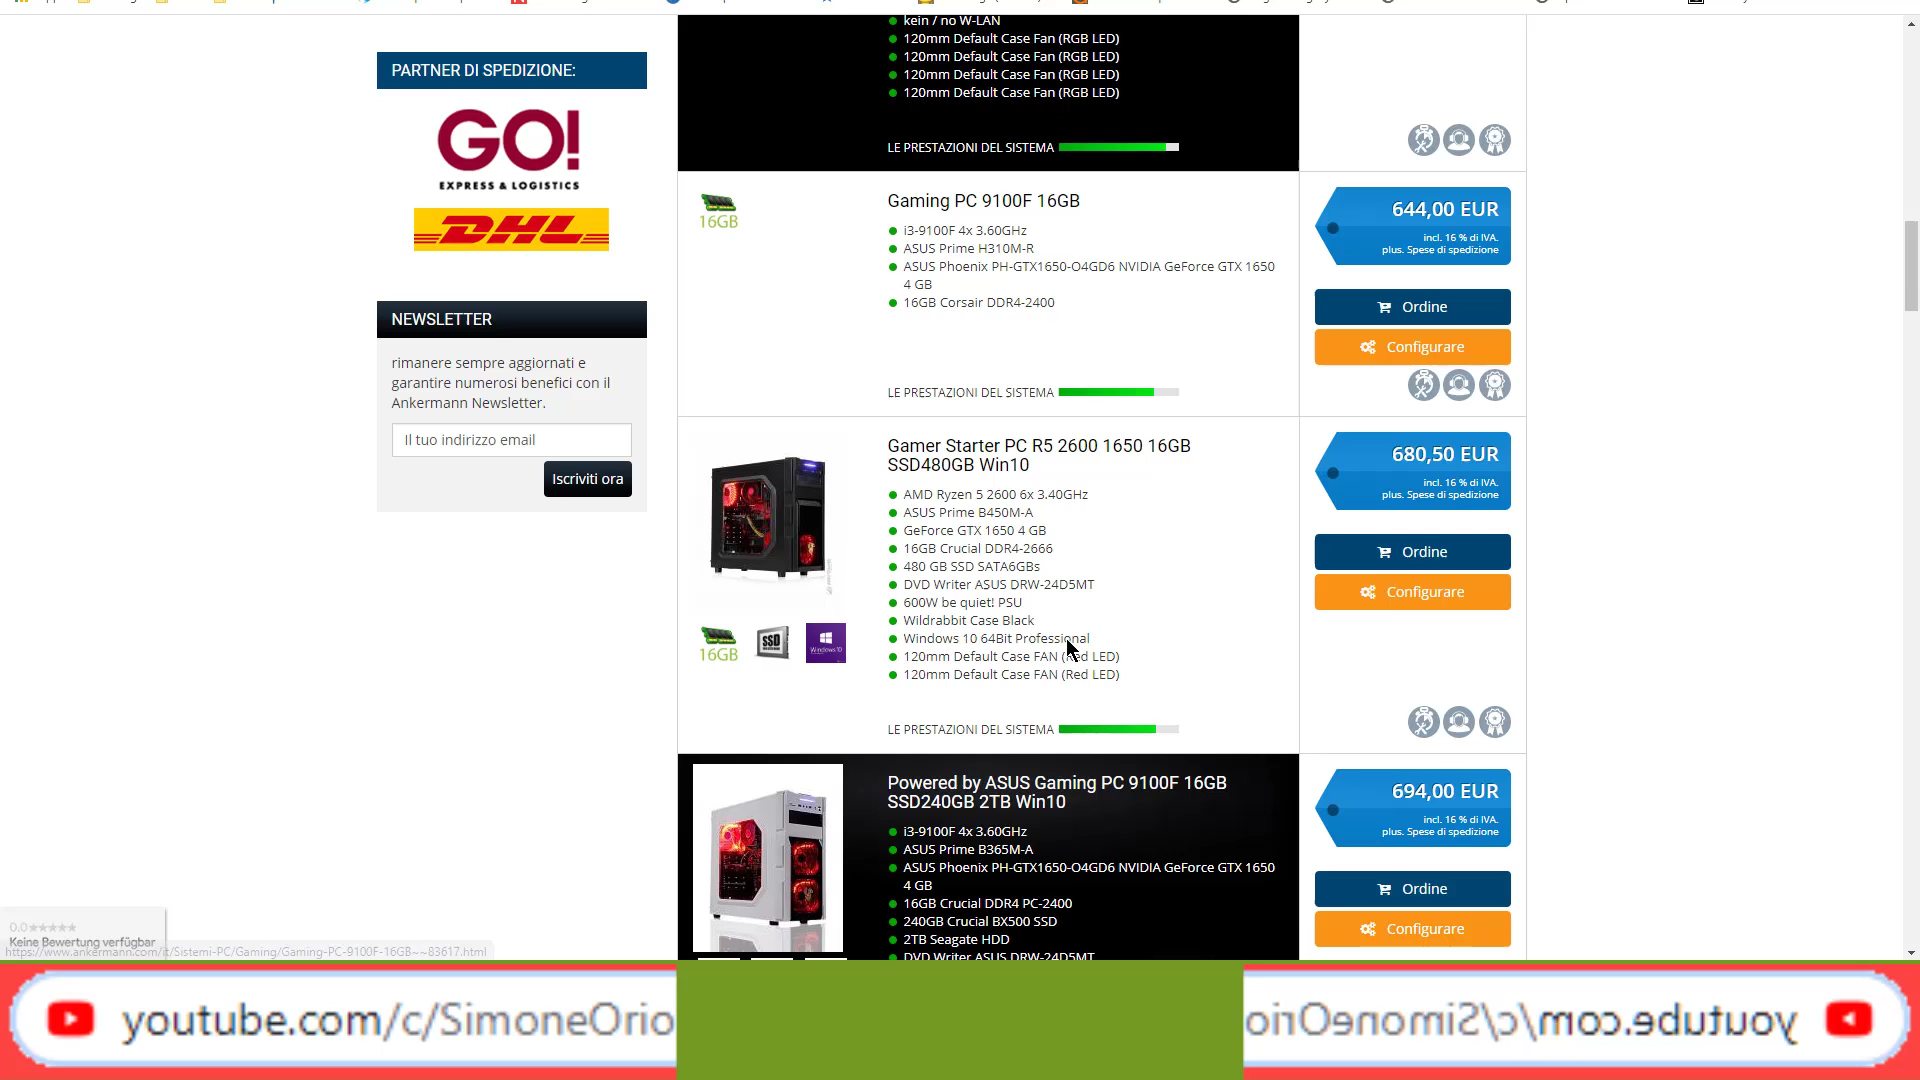 kein / no W-LAN
120mm Default Case Fan (RGB LED)
120mm Default Case Fan (RGB LED)
120mm Default Case Fan (RGB LED)
120mm Default Case Fan (RGB LED)
LE PRESTAZIONI DEL SISTEMA
PARTNER DI SPEDIZIONE:
GO!
EXPRESS & LOGISTICS
DHL
NEWSLETTER
rimanere sempre aggiornati e
garantire numerosi benefici con il
Ankermann Newsletter.
Il tuo indirizzo email
Iscriviti ora
16GB
Gaming PC 9100F 16GB
i3-9100F 4x 3.60GHz
ASUS Prime H310M-R
ASUS Phoenix PH-GTX1650-O4GD6 NVIDIA GeForce GTX 1650
4 GB
16GB Corsair DDR4-2400
LE PRESTAZIONI DEL SISTEMA
644,00 EUR
incl. 16 % di IVA.
plus. Spese di spedizione
Ordine
Configurare
Gamer Starter PC R5 2600 1650 16GB
SSD480GB Win10
AMD Ryzen 5 2600 6x 3.40GHz
ASUS Prime B450M-A
GeForce GTX 1650 4 GB
16GB Crucial DDR4-2666
480 GB SSD SATA6GBs
DVD Writer ASUS DRW-24D5MT
600W be quiet! PSU
Wildrabbit Case Black
Windows 10 64Bit Professional
120mm Default Case FAN (Red LED)
120mm Default Case FAN (Red LED)
16GB
SSD
Windows 10
LE PRESTAZIONI DEL SISTEMA
680,50 EUR
incl. 16 % di IVA.
plus. Spese di spedizione
Ordine
Configurare
Powered by ASUS Gaming PC 9100F 16GB
SSD240GB 2TB Win10
i3-9100F 4x 3.60GHz
ASUS Prime B365M-A
ASUS Phoenix PH-GTX1650-O4GD6 NVIDIA GeForce GTX 1650
4 GB
16GB Crucial DDR4 PC-2400
240GB Crucial BX500 SSD
2TB Seagate HDD
DVD Writer ASUS DRW-24D5MT
694,00 EUR
incl. 16 % di IVA.
plus. Spese di spedizione
Ordine
Configurare
0.0
Keine Bewertung verfügbar
https://www.ankermann.com/it/Sistemi-PC/Gaming/Gaming-PC-9100F-16GB~~83617.html
youtube.com/c/SimoneOrio
youtube.com/c/SimoneOrio